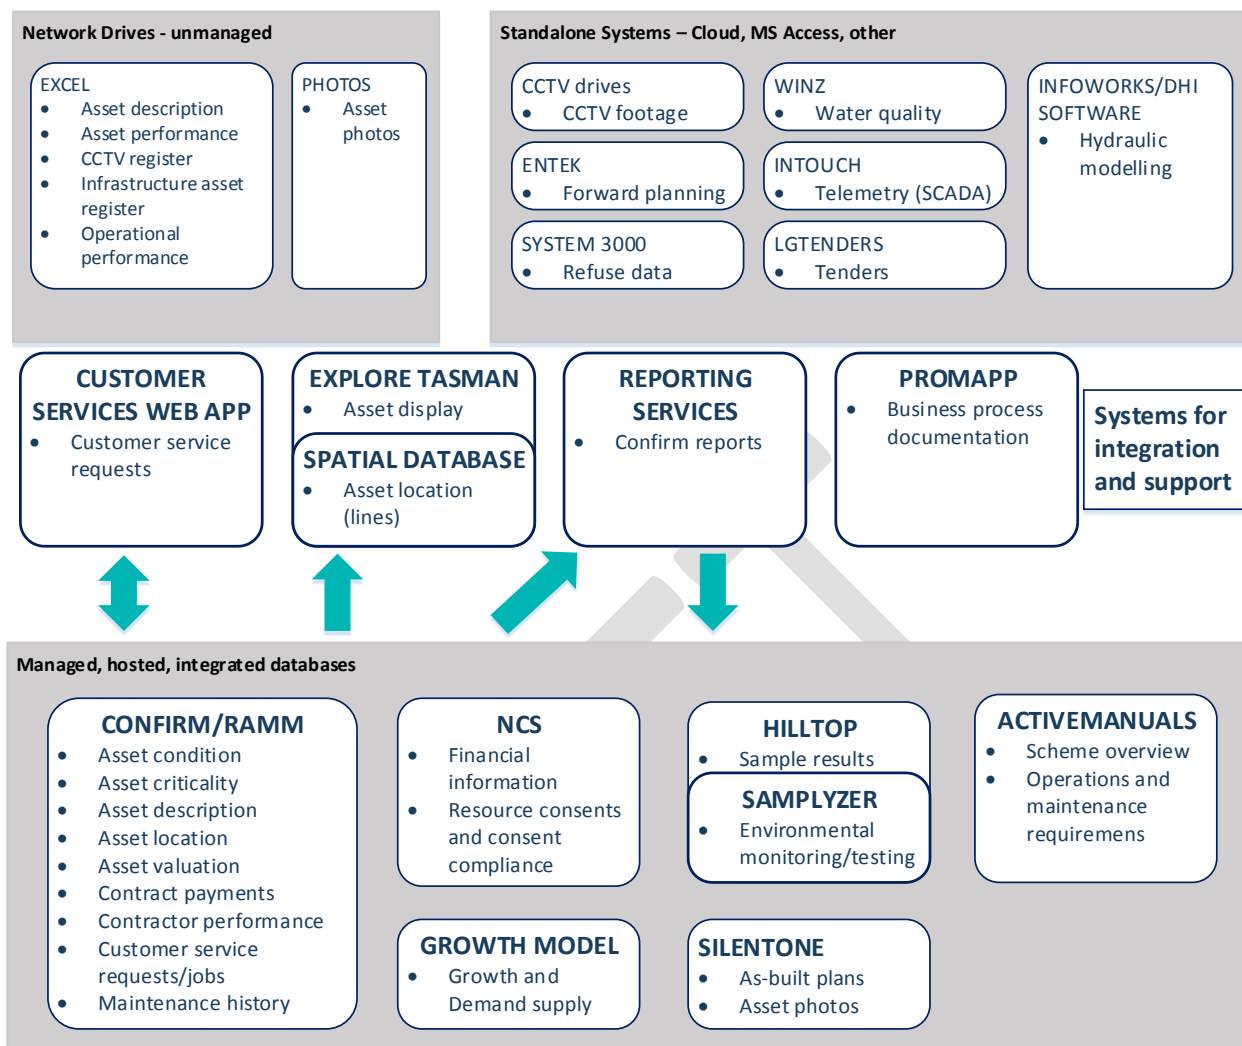 Network Drives - unmanaged
EXCEL
• Asset description
• Asset performance
• CCTV register
• Infrastructure asset
register
• Operational
performance
PHOTOS
• Asset
photos
Standalone Systems – Cloud, MS Access, other
CCTV drives
• CCTV footage
WINZ
• Water quality
INFOWORKS/DHI
SOFTWARE
• Hydraulic
modelling
ENTEK
• Forward planning
INTOUCH
• Telemetry (SCADA)
SYSTEM 3000
• Refuse data
LGTENDERS
• Tenders
CUSTOMER
SERVICES WEB APP
• Customer service
requests
EXPLORE TASMAN
• Asset display
SPATIAL DATABASE
• Asset location
(lines)
REPORTING
SERVICES
• Confirm reports
PROMAPP
• Business process
documentation
Systems for
integration
and support
Managed, hosted, integrated databases
CONFIRM/RAMM
• Asset condition
• Asset criticality
• Asset description
• Asset location
• Asset valuation
• Contract payments
• Contractor performance
• Customer service
requests/jobs
• Maintenance history
NCS
• Financial
information
• Resource consents
and consent
compliance
HILLTOP
• Sample results
SAMPLYZER
• Environmental
monitoring/testing
ACTIVEMANUALS
• Scheme overview
• Operations and
maintenance
requiremens
GROWTH MODEL
• Growth and
Demand supply
SILENTONE
• As-built plans
• Asset photos